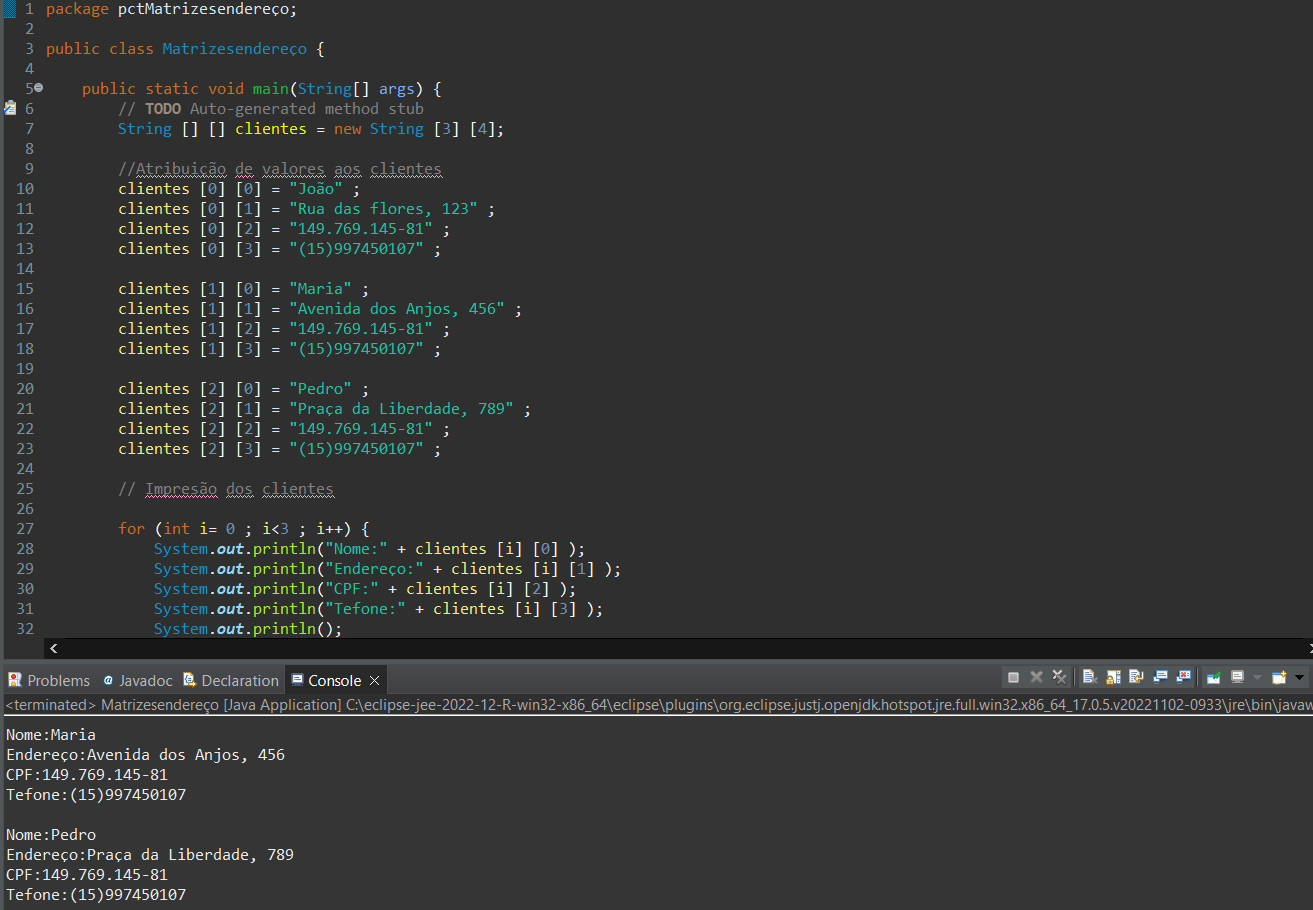 1 package pctMatrizesendereço;
2
3 public class Matrizesendereço {
4
5 public static void main(String[] args) {
6 // TODO Auto-generated method stub
7 String [] [] clientes = new String [3] [4];
8
9 //Atribuição de valores aos clientes
10 clientes [0] [0] = "João" ;
11 clientes [0] [1] = "Rua das flores, 123" ;
12 clientes [0] [2] = "149.769.145-81" ;
13 clientes [0] [3] = "(15)997450107" ;
14
15 clientes [1] [0] = "Maria" ;
16 clientes [1] [1] = "Avenida dos Anjos, 456" ;
17 clientes [1] [2] = "149.769.145-81" ;
18 clientes [1] [3] = "(15)997450107" ;
19
20 clientes [2] [0] = "Pedro" ;
21 clientes [2] [1] = "Praça da Liberdade, 789" ;
22 clientes [2] [2] = "149.769.145-81" ;
23 clientes [2] [3] = "(15)997450107" ;
24
25 // Impresão dos clientes
26
27 for (int i= 0 ; i<3 ; i++) {
28 System.out.println("Nome:" + clientes [i] [0] );
29 System.out.println("Endereço:" + clientes [i] [1] );
30 System.out.println("CPF:" + clientes [i] [2] );
31 System.out.println("Tefone:" + clientes [i] [3] );
32 System.out.println();
Problems Javadoc Declaration Console
<terminated> Matrizesendereço [Java Application] C:\eclipse-jee-2022-12-R-win32-x86_64\eclipse\plugins\org.eclipse.justj.openjdk.hotspot.jre.full.win32.x86_64_17.0.5.v20221102-0933\jre\bin\javaw
Nome:Maria
Endereço:Avenida dos Anjos, 456
CPF:149.769.145-81
Tefone:(15)997450107

Nome:Pedro
Endereço:Praça da Liberdade, 789
CPF:149.769.145-81
Tefone:(15)997450107